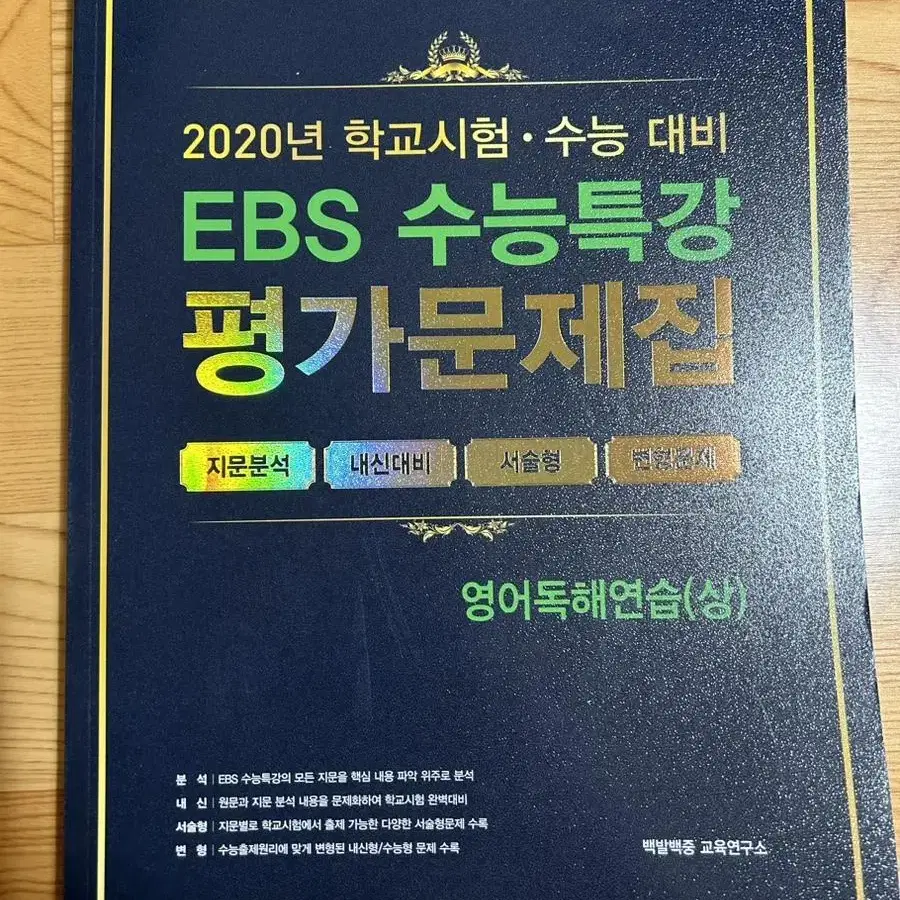 2020년 학교시험·수능 대비
EBS 수능특강
평가문제집
지문분석 내신대비 서술형 변형문제
영어독해연습(상)
분 석 | EBS 수능특강의 모든 지문을 핵심 내용 파악 위주로 분석
내 신 | 원문과 지문 분석 내용을 문제화하여 학교시험 완벽대비
서술형 | 지문별로 학교시험에서 출제 가능한 다양한 서술형문제 수록
변 형 | 수능출제원리에 맞게 변형된 내신형/수능형 문제 수록
백발백중 교육연구소